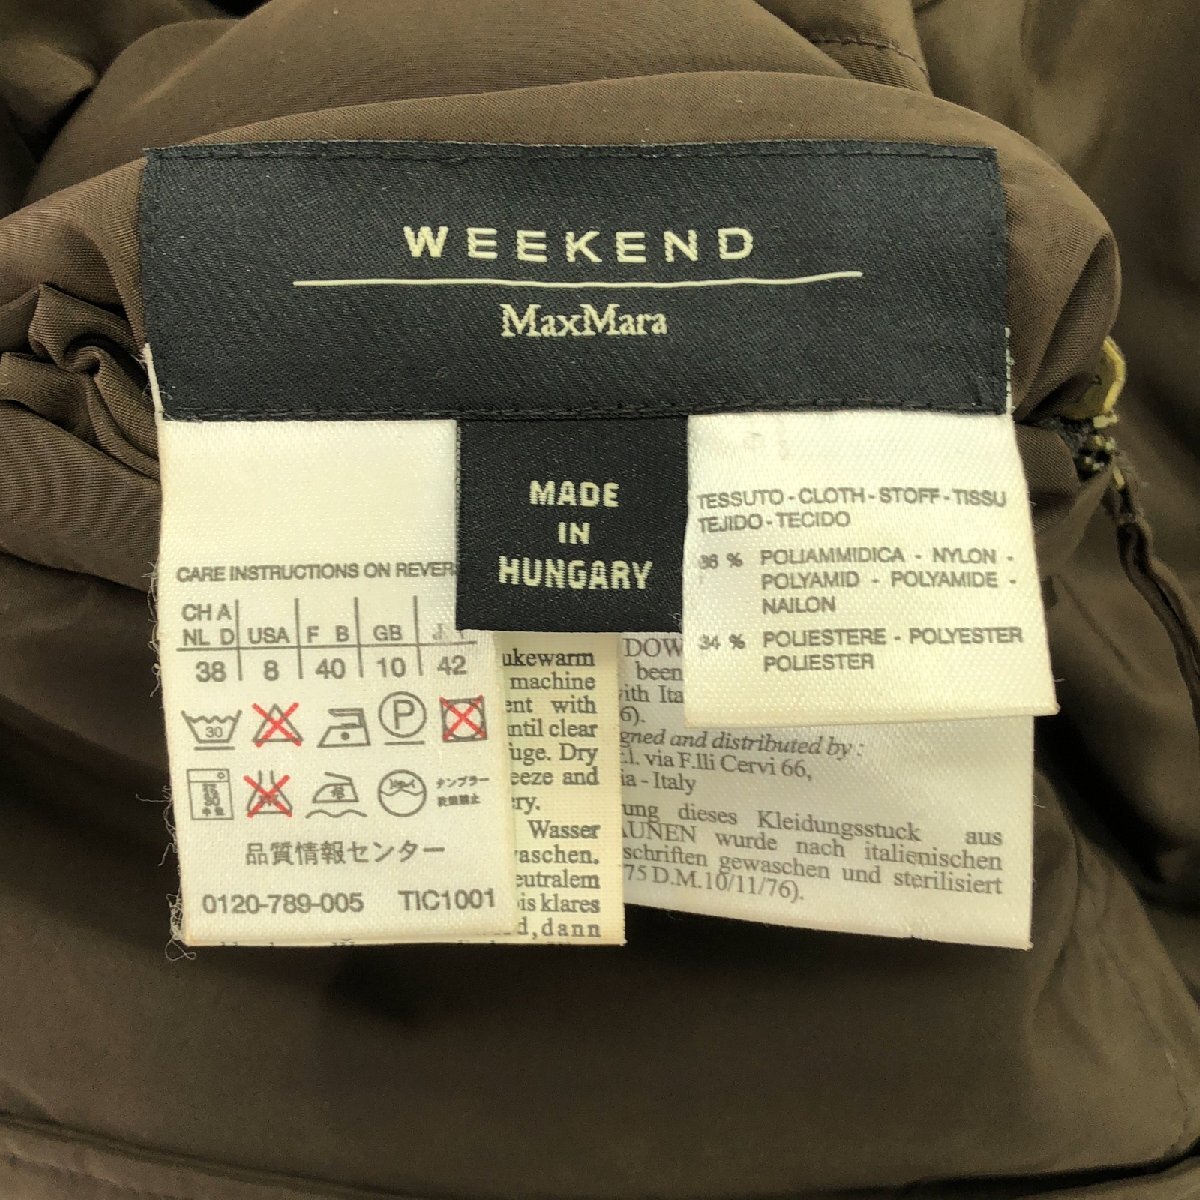 WEEKEND
MaxMara
MADE
IN
HUNGARY
CARE INSTRUCTIONS ON REVER
CH A
NL D USA F B GB
38 8 40 10 42
30
P
品質情報センター
0120-789-005 TIC1001
TESSUTO - CLOTH - STOFF - TISSU
TEJIDO - TECIDO
% POLIAMMIDICA - NYLON -
POLYAMID - POLYAMIDE -
NAILON
34 % POLIESTERE - POLYESTER
POLIESTER
ukewarm
machine
ent with
ntil clear
fuge. Dry
eeze and
ry.
Wasser
waschen.
eutralem
bis klares
dann
DOW
been
with Ita
6).
gned and distributed by :
.l. via F.lli Cervi 66,
ia - Italy
ung dieses Kleidungsstuck aus
AUNEN wurde nach italienischen
schriften gewaschen und sterilisiert
75 D.M.10/11/76).